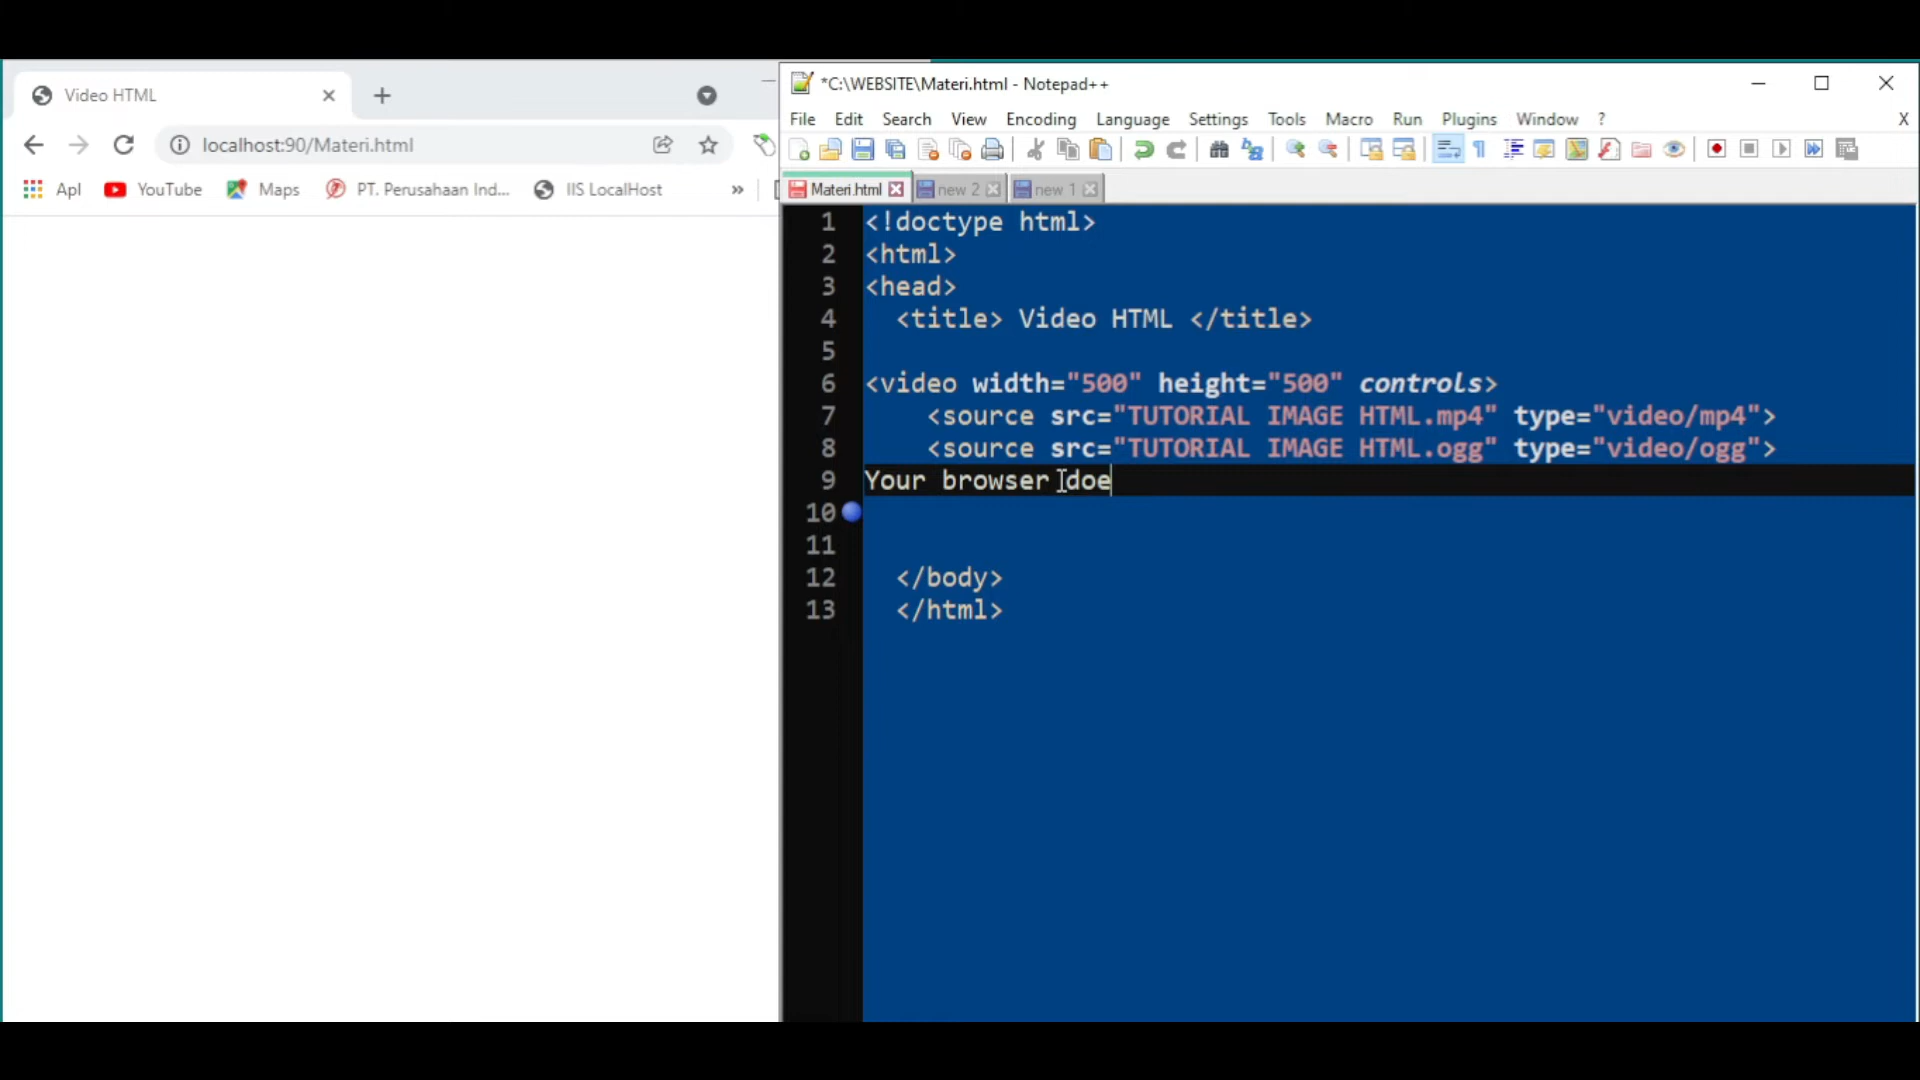 Video HTML
localhost:90/Materi.html
Apl
YouTube
Maps
PT. Perusahaan Ind...
IIS LocalHost
»
*C:\WEBSITE\Materi.html - Notepad++
File Edit Search View Encoding Language Settings Tools Macro Run Plugins Window ? X
Materi.html new 2 new 1
1 <!doctype html>
2 <html>
3 <head>
4 <title> Video HTML </title>
5
6 <video width="500" height="500" controls>
7 <source src="TUTORIAL IMAGE HTML.mp4" type="video/mp4">
8 <source src="TUTORIAL IMAGE HTML.ogg" type="video/ogg">
9 Your browser doe
10
11
12 </body>
13 </html>